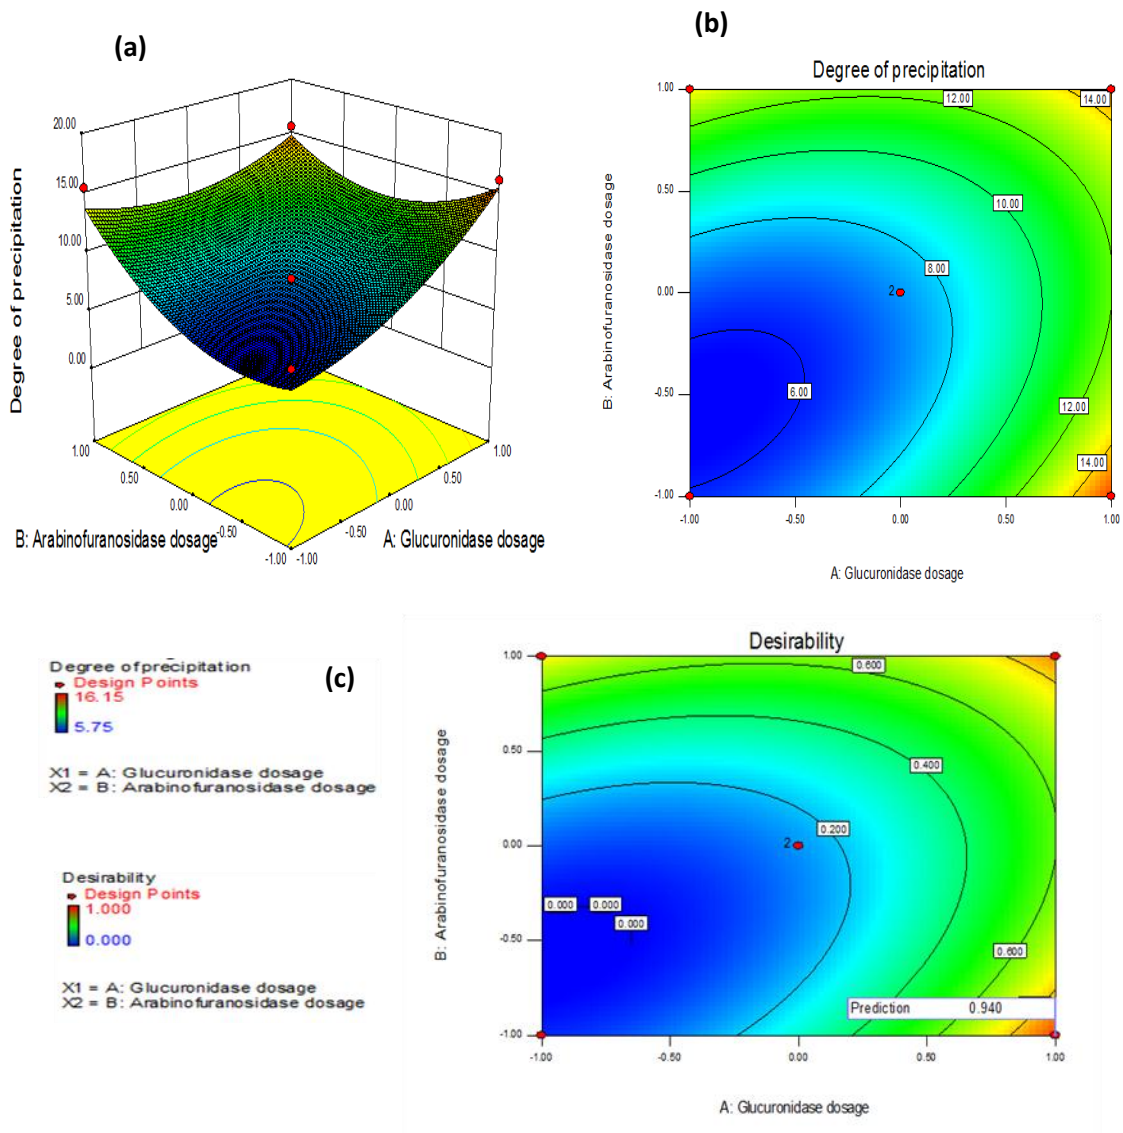 (a)
20.00
15.00
10.00
5.00
0.00
Degree of precipitation
1.00
0.50
0.00
-0.50
-1.00
B: Arabinofuranosidase dosage
1.00
0.50
0.00
-0.50
-1.00
A: Glucuronidase dosage
(b)
Degree of precipitation
1.00
0.50
0.00
-0.50
-1.00
B: Arabinofuranosidase dosage
12.00
14.00
10.00
8.00
2
6.00
12.00
14.00
-1.00
-0.50
0.00
0.50
1.00
A: Glucuronidase dosage
Degree of precipitation
Design Points
16.15
5.75
X1 = A: Glucuronidase dosage
X2 = B: Arabinofuranosidase dosage
Desirability
Design Points
1.000
0.000
X1 = A: Glucuronidase dosage
X2 = B: Arabinofuranosidase dosage
(c)
Desirability
1.00
0.50
0.00
-0.50
-1.00
B: Arabinofuranosidase dosage
0.600
0.400
0.200
2
0.000
0.000
0.000
0.600
Prediction 0.940
-1.00
-0.50
0.00
0.50
1.00
A: Glucuronidase dosage